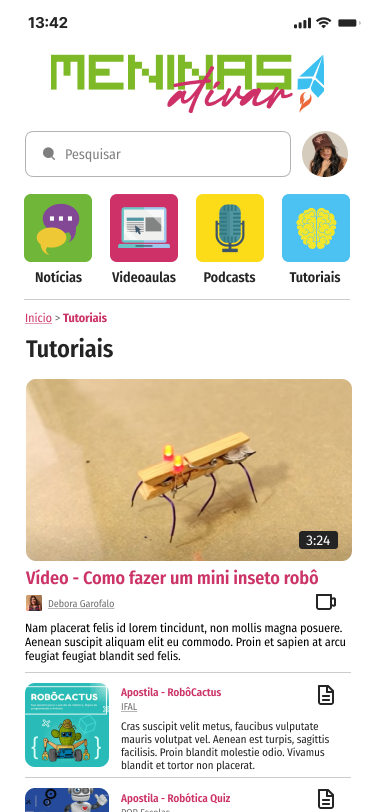 13:42
MENINAS
ativar
Pesquisar
Notícias
Videoaulas
Podcasts
Tutoriais
Início > Tutoriais
Tutoriais
3:24
Vídeo - Como fazer um mini inseto robô
Debora Garofalo
Nam placerat felis id lorem tincidunt, non mollis magna posuere.
Aenean suscipit aliquam elit eu commodo. Proin et sapien at arcu
feugiat feugiat blandit sed felis.
ROBÔCACTUS
Apostila - RobôCactus
IFAL
Cras suscipit velit metus, faucibus vulputate
mauris volutpat vel. Aenean est turpis, sagittis
facilisis. Proin blandit molestie odio. Vivamus
blandit et tortor non placerat.
Apostila - Robótica Quiz